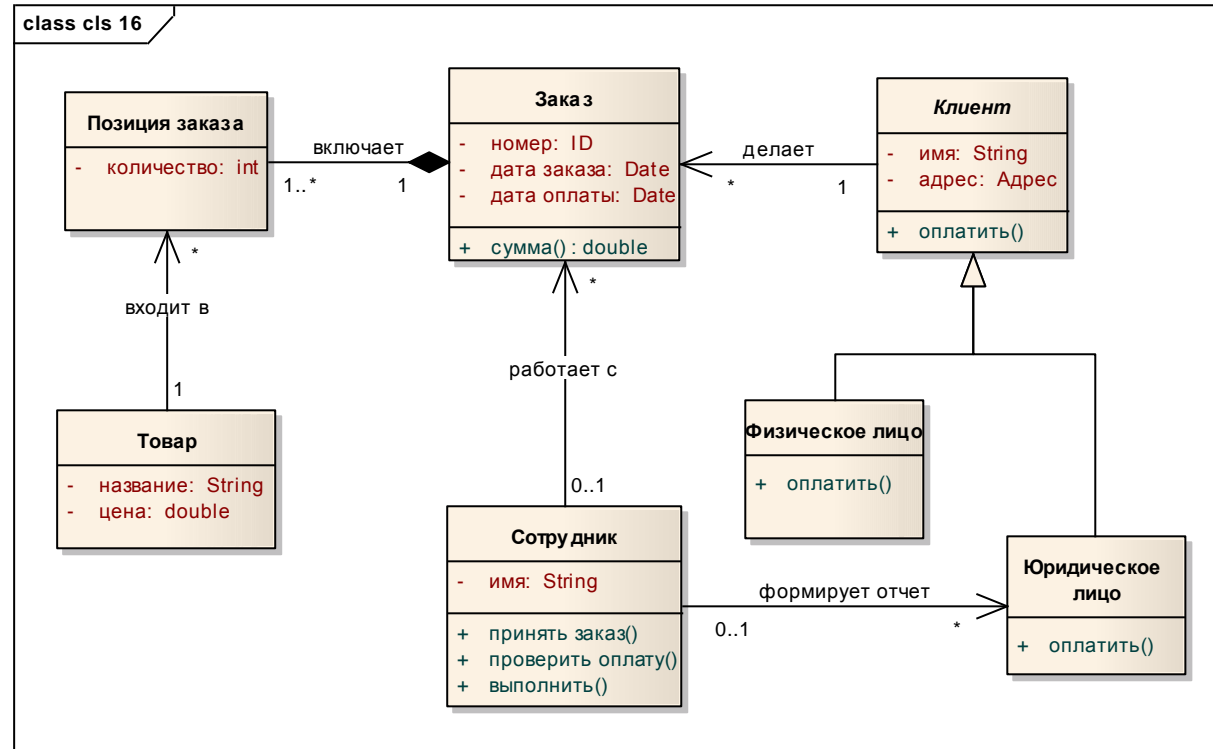 class cls 16
Позиция заказа
- количество: int
включает
1..*
1
Заказ
- номер: ID
- дата заказа: Date
- дата оплаты: Date
+ сумма() : double
делает
*
1
Клиент
- имя: String
- адрес: Адрес
+ оплатить()
*
входит в
1
*
работает с
0..1
Товар
- название: String
- цена: double
Физическое лицо
+ оплатить()
Сотрудник
- имя: String
+ принять заказ()
+ проверить оплату()
+ выполнить()
формирует отчет
0..1
*
Юридическое
лицо
+ оплатить()